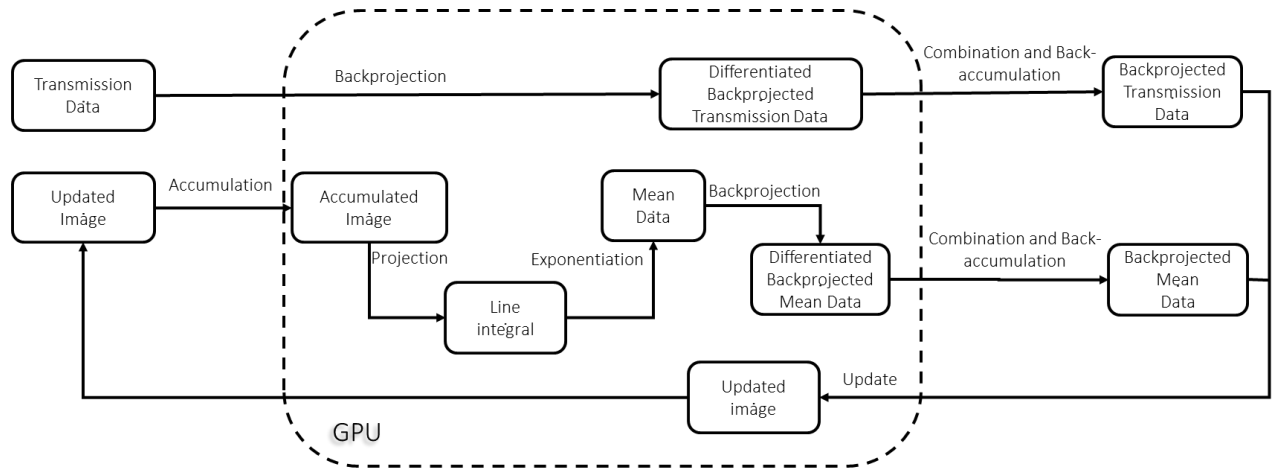 Transmission
Data
Backprojection
Differentiated
Backprojected
Transmission Data
Combination and Back-
accumulation
Backprojected
Transmission
Data
Updated
Image
Accumulation
Accumulated
Image
Projection
Line
integral
Exponentiation
Mean
Data
Backprojection
Differentiated
Backprojected
Mean Data
Combination and Back-
accumulation
Backprojected
Mean
Data
Update
Updated
image
GPU